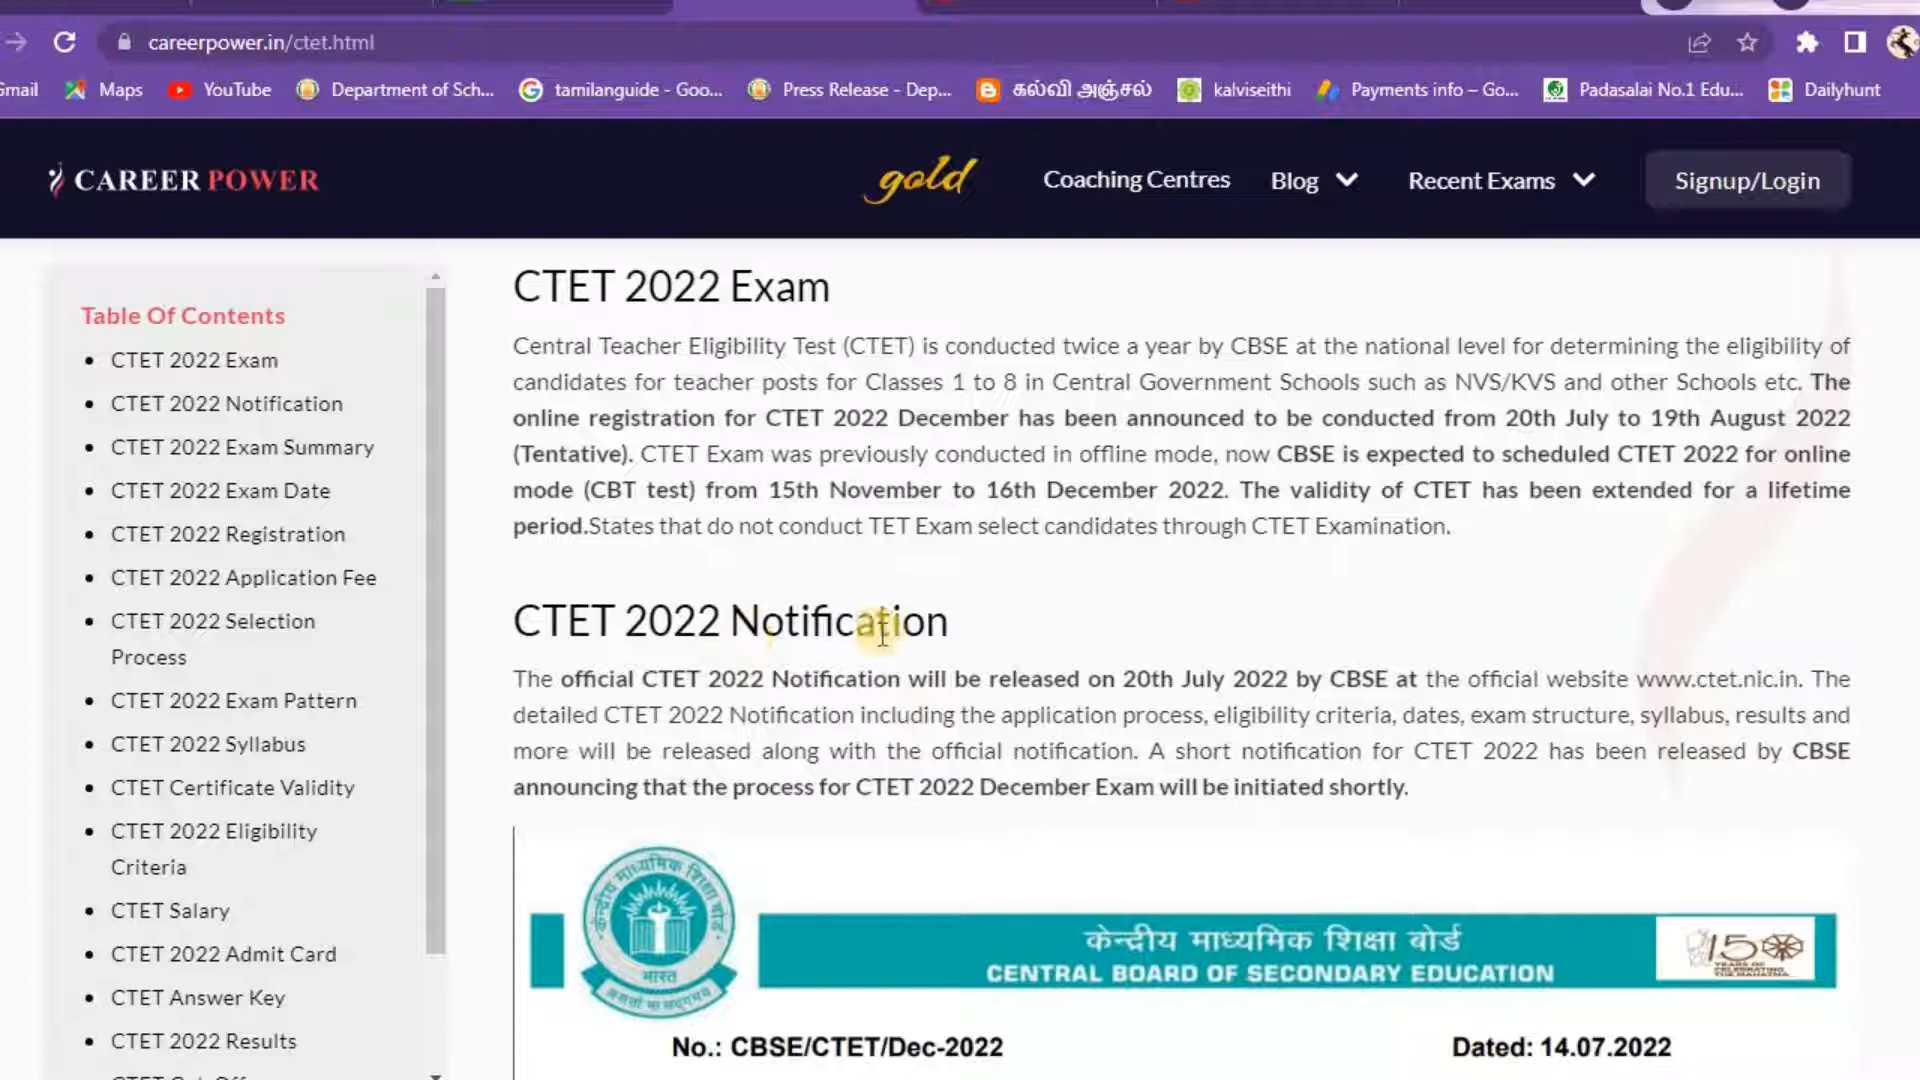 careerpower.in/ctet.html
Gmail Maps YouTube Department of Sch... tamilanguide - Goo... Press Release - Dep... கல்வி அஞ்சல் kalviseithi Payments info – Go... Padasalai No.1 Edu... Dailyhunt
CAREER POWER gold Coaching Centres Blog Recent Exams Signup/Login
Table Of Contents
CTET 2022 Exam
CTET 2022 Notification
CTET 2022 Exam Summary
CTET 2022 Exam Date
CTET 2022 Registration
CTET 2022 Application Fee
CTET 2022 Selection
Process
CTET 2022 Exam Pattern
CTET 2022 Syllabus
CTET Certificate Validity
CTET 2022 Eligibility
Criteria
CTET Salary
CTET 2022 Admit Card
CTET Answer Key
CTET 2022 Results
CTET 2022 Exam
Central Teacher Eligibility Test (CTET) is conducted twice a year by CBSE at the national level for determining the eligibility of
candidates for teacher posts for Classes 1 to 8 in Central Government Schools such as NVS/KVS and other Schools etc. The
online registration for CTET 2022 December has been announced to be conducted from 20th July to 19th August 2022
(Tentative). CTET Exam was previously conducted in offline mode, now CBSE is expected to scheduled CTET 2022 for online
mode (CBT test) from 15th November to 16th December 2022. The validity of CTET has been extended for a lifetime
period.States that do not conduct TET Exam select candidates through CTET Examination.
CTET 2022 Notification
The official CTET 2022 Notification will be released on 20th July 2022 by CBSE at the official website www.ctet.nic.in. The
detailed CTET 2022 Notification including the application process, eligibility criteria, dates, exam structure, syllabus, results and
more will be released along with the official notification. A short notification for CTET 2022 has been released by CBSE
announcing that the process for CTET 2022 December Exam will be initiated shortly.
केन्द्रीय माध्यमिक शिक्षा बोर्ड
भारत
केन्द्रीय माध्यमिक शिक्षा बोर्ड
CENTRAL BOARD OF SECONDARY EDUCATION
150
YEARS OF
CELEBRATING
THE MAHATMA
No.: CBSE/CTET/Dec-2022 Dated: 14.07.2022